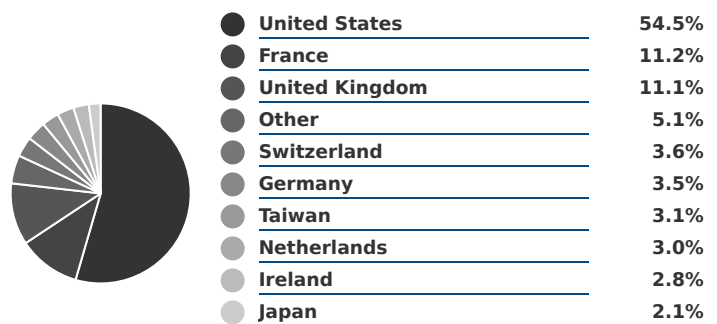 United States 54.5%
France 11.2%
United Kingdom 11.1%
Other 5.1%
Switzerland 3.6%
Germany 3.5%
Taiwan 3.1%
Netherlands 3.0%
Ireland 2.8%
Japan 2.1%